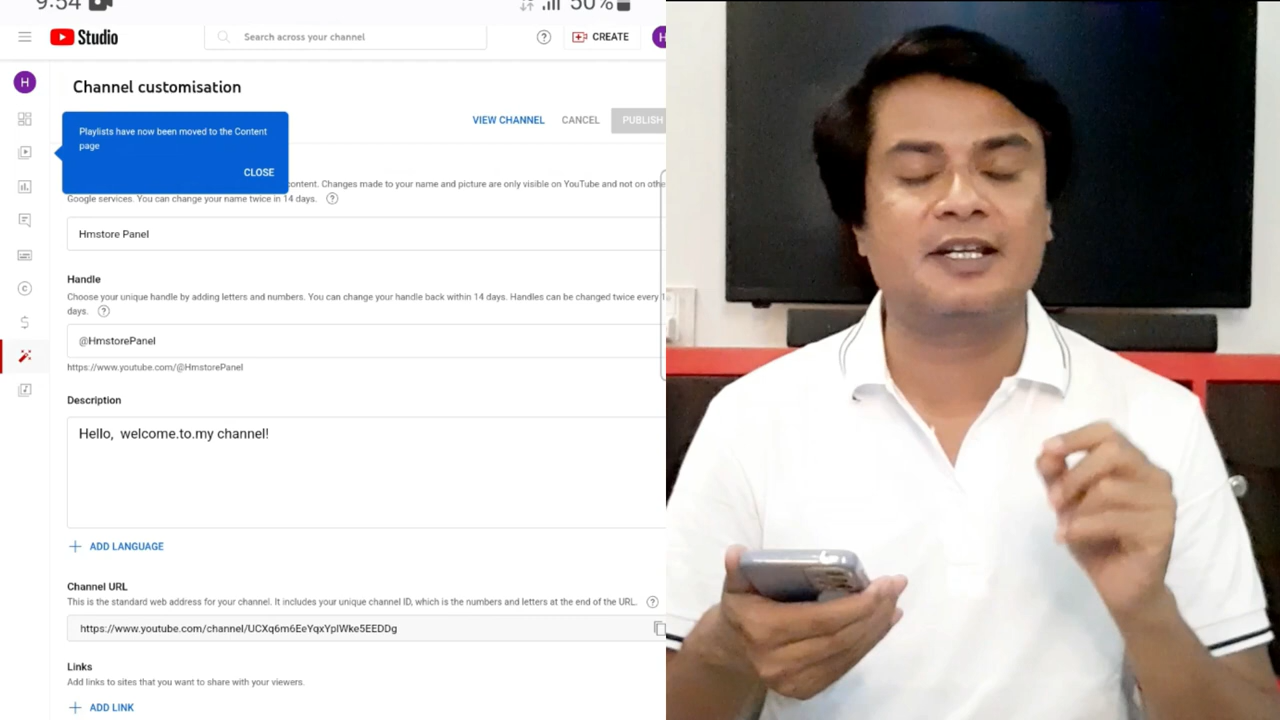 9:54 50%
Studio
Search across your channel
CREATE
H
H
Channel customisation
VIEW CHANNEL CANCEL PUBLISH
Playlists have now been moved to the Content
page
CLOSE
content. Changes made to your name and picture are only visible on YouTube and not on othe
Google services. You can change your name twice in 14 days.
Hmstore Panel
Handle
Choose your unique handle by adding letters and numbers. You can change your handle back within 14 days. Handles can be changed twice every 1
days.
@HmstorePanel
https://www.youtube.com/@HmstorePanel
Description
Hello, welcome.to.my channel!
ADD LANGUAGE
Channel URL
This is the standard web address for your channel. It includes your unique channel ID, which is the numbers and letters at the end of the URL.
https://www.youtube.com/channel/UCXq6m6EeYqxYpIWke5EEDDg
Links
Add links to sites that you want to share with your viewers.
ADD LINK